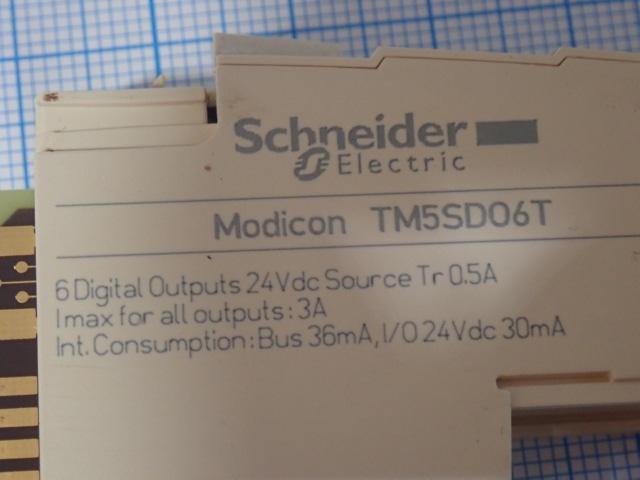 Schneider
Electric
Modicon TM5SDO6T
6 Digital Outputs 24Vdc Source Tr 0.5A
I max for all outputs : 3A
Int. Consumption : Bus 36mA, I/O 24Vdc 30mA